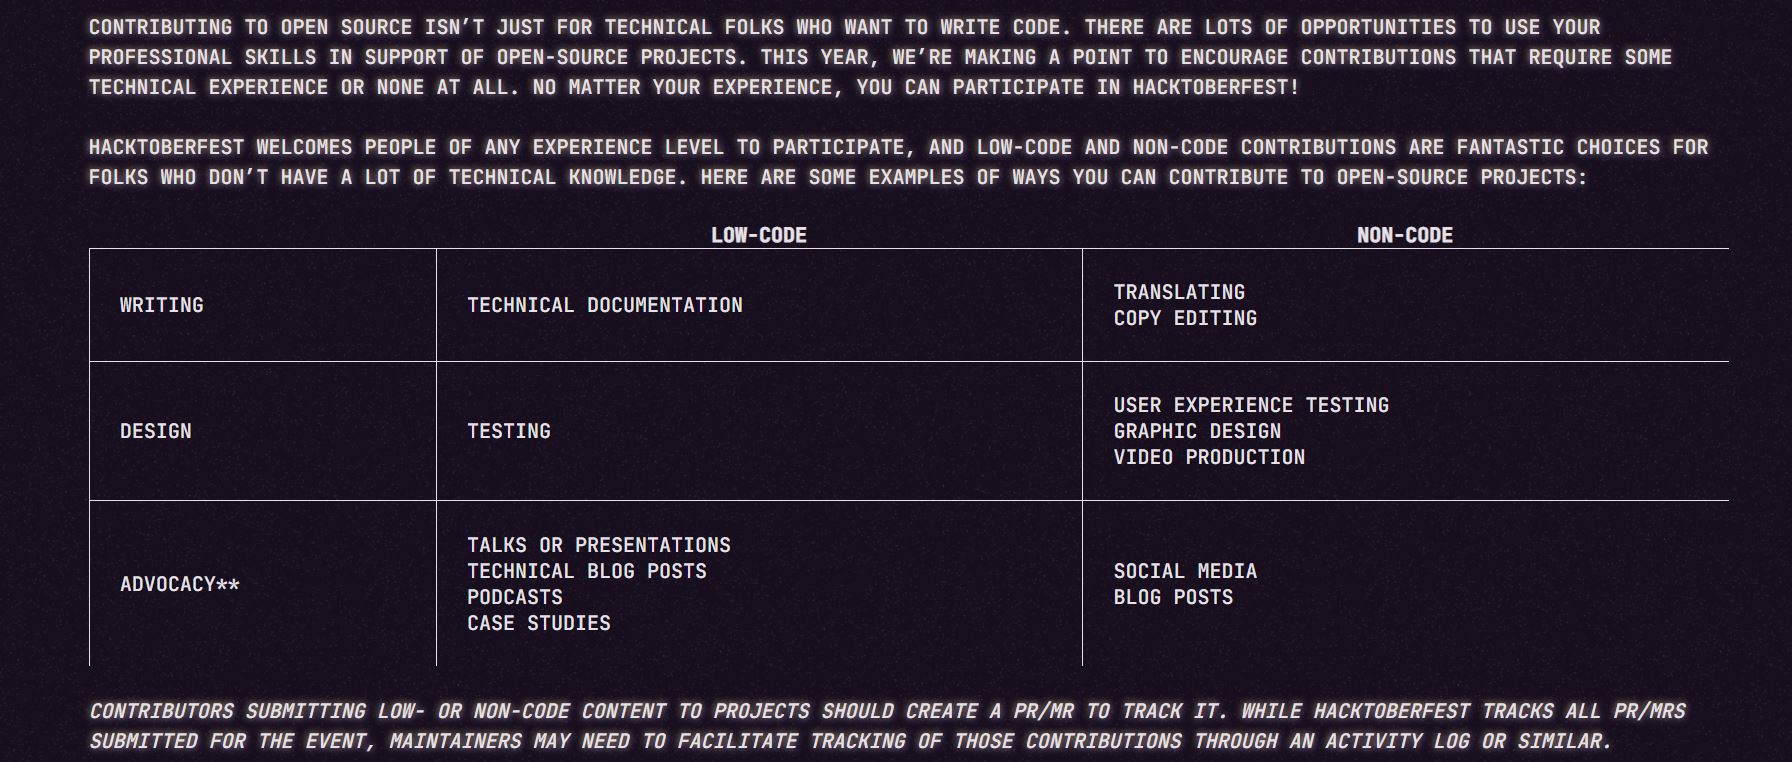 CONTRIBUTING TO OPEN SOURCE ISN’T JUST FOR TECHNICAL FOLKS WHO WANT TO WRITE CODE. THERE ARE LOTS OF OPPORTUNITIES TO USE YOUR
PROFESSIONAL SKILLS IN SUPPORT OF OPEN-SOURCE PROJECTS. THIS YEAR, WE’RE MAKING A POINT TO ENCOURAGE CONTRIBUTIONS THAT REQUIRE SOME
TECHNICAL EXPERIENCE OR NONE AT ALL. NO MATTER YOUR EXPERIENCE, YOU CAN PARTICIPATE IN HACKTOBERFEST!
HACKTOBERFEST WELCOMES PEOPLE OF ANY EXPERIENCE LEVEL TO PARTICIPATE, AND LOW-CODE AND NON-CODE CONTRIBUTIONS ARE FANTASTIC CHOICES FOR
FOLKS WHO DON’T HAVE A LOT OF TECHNICAL KNOWLEDGE. HERE ARE SOME EXAMPLES OF WAYS YOU CAN CONTRIBUTE TO OPEN-SOURCE PROJECTS:
LOW-CODE NON-CODE
WRITING
TECHNICAL DOCUMENTATION
TRANSLATING
COPY EDITING
DESIGN
TESTING
USER EXPERIENCE TESTING
GRAPHIC DESIGN
VIDEO PRODUCTION
ADVOCACY**
TALKS OR PRESENTATIONS
TECHNICAL BLOG POSTS
PODCASTS
CASE STUDIES
SOCIAL MEDIA
BLOG POSTS
CONTRIBUTORS SUBMITTING LOW- OR NON-CODE CONTENT TO PROJECTS SHOULD CREATE A PR/MR TO TRACK IT. WHILE HACKTOBERFEST TRACKS ALL PR/MRS
SUBMITTED FOR THE EVENT, MAINTAINERS MAY NEED TO FACILITATE TRACKING OF THOSE CONTRIBUTIONS THROUGH AN ACTIVITY LOG OR SIMILAR.